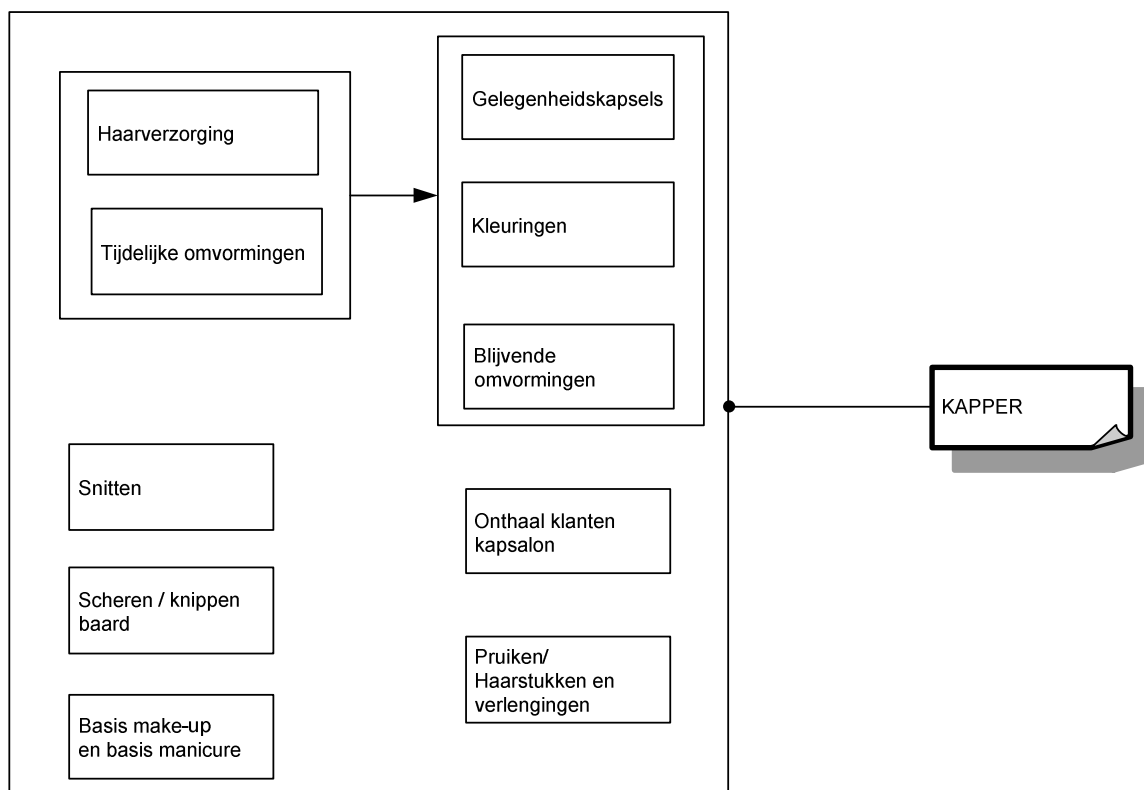 Haarverzorging
Tijdelijke omvormingen
Gelegenheidskapsels
Kleuringen
Blijvende
omvormingen
Snitten
Scheren / knippen
baard
Basis make-up
en basis manicure
Onthaal klanten
kapsalon
Pruiken/
Haarstukken en
verlengingen
KAPPER